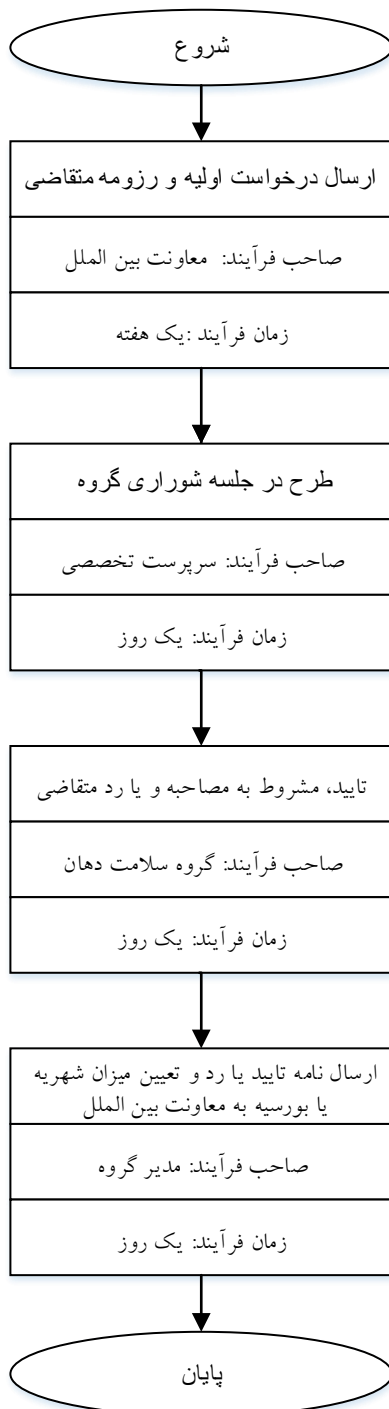 شروع
ارسال درخواست اولیه و رزومه متقاضی
صاحب فرآیند: معاونت بین الملل
زمان فرآیند :یک هفته
طرح در جلسه شوراری گروه
صاحب فرآیند: سرپرست تخصصی
زمان فرآیند: یک روز
تایید، مشروط به مصاحبه و یا رد متقاضی
صاحب فرآیند: گروه سلامت دهان
زمان فرآیند: یک روز
ارسال نامه تایید یا رد و تعیین میزان شهریه
یا بورسیه به معاونت بین الملل
صاحب فرآیند: مدیر گروه
زمان فرآیند: یک روز
پایان